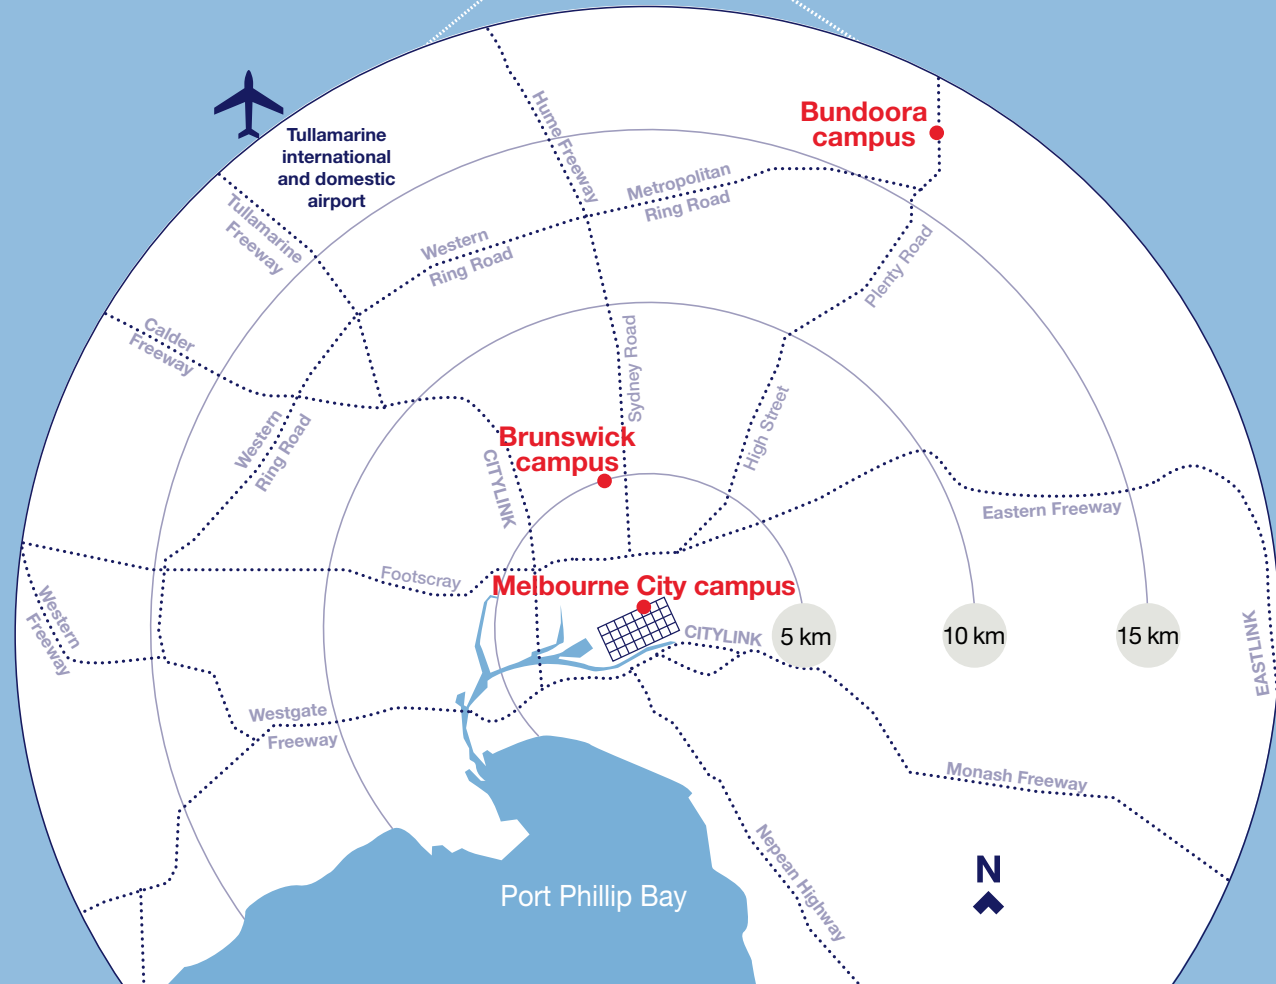 Tullamarine
international
and domestic
airport
Hume Freeway
Bundoora
campus
Metropolitan
Ring Road
Tullamarine
Freeway
Western
Ring Road
Plenty Road
Calder
Freeway
Sydney Road
High Street
Western
Ring Road
Brunswick
campus
CITYLINK
Eastern Freeway
Footscray
Melbourne City campus
Western
Freeway
CITYLINK
5 km
10 km
15 km
EASTLINK
Westgate
Freeway
Monash Freeway
Nepean Highway
N
Port Phillip Bay